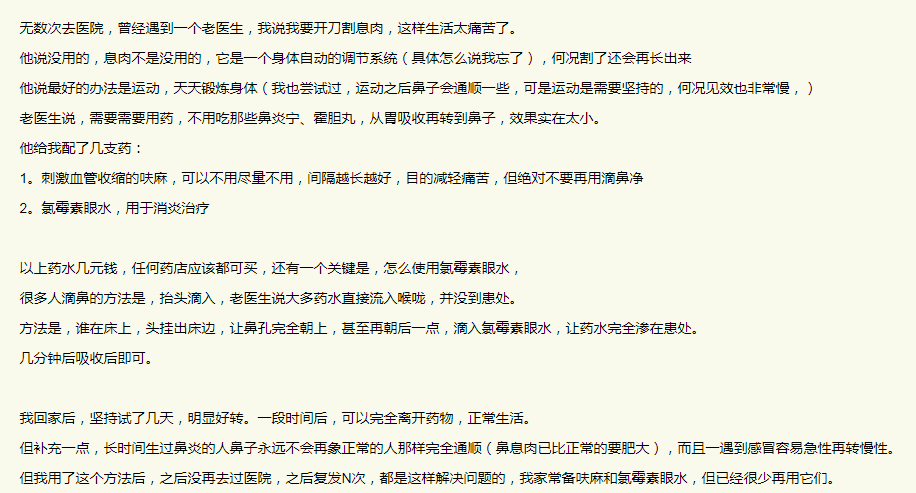 无数次去医院，曾经遇到一个老医生，我说我要开刀割息肉，这样生活太痛苦了。
他说没用的，息肉不是没用的，它是一个身体自动的调节系统（具体怎么说我忘了），何况割了还会再长出来
他说最好的办法是运动，天天锻炼身体（我也尝试过，运动之后鼻子会通顺一些，可是运动是需要坚持的，何况见效也非常慢，）
老医生说，需要需要用药，不用吃那些鼻炎宁、霍胆丸，从胃吸收再转到鼻子，效果实在太小。
他给我配了几支药：
1。刺激血管收缩的呋麻，可以不用尽量不用，间隔越长越好，目的减轻痛苦，但绝对不要再用滴鼻净
2。氯霉素眼水，用于消炎治疗
以上药水几元钱，任何药店应该都可买，还有一个关键是，怎么使用氯霉素眼水，
很多人滴鼻的方法是，抬头滴入，老医生说大多药水直接流入喉咙，并没到患处。
方法是，谁在床上，头挂出床边，让鼻孔完全朝上，甚至再朝后一点，滴入氯霉素眼水，让药水完全渗在患处。
几分钟后吸收后即可。
我回家后，坚持试了几天，明显好转。一段时间后，可以完全离开药物，正常生活。
但补充一点，长时间生过鼻炎的人鼻子永远不会再象正常的人那样完全通顺（鼻息肉已比正常的要肥大），而且一遇到感冒容易急性再转慢性。
但我用了这个方法后，之后没再去过医院，之后复发N次，都是这样解决问题的，我家常备呋麻和氯霉素眼水，但已经很少再用它们。